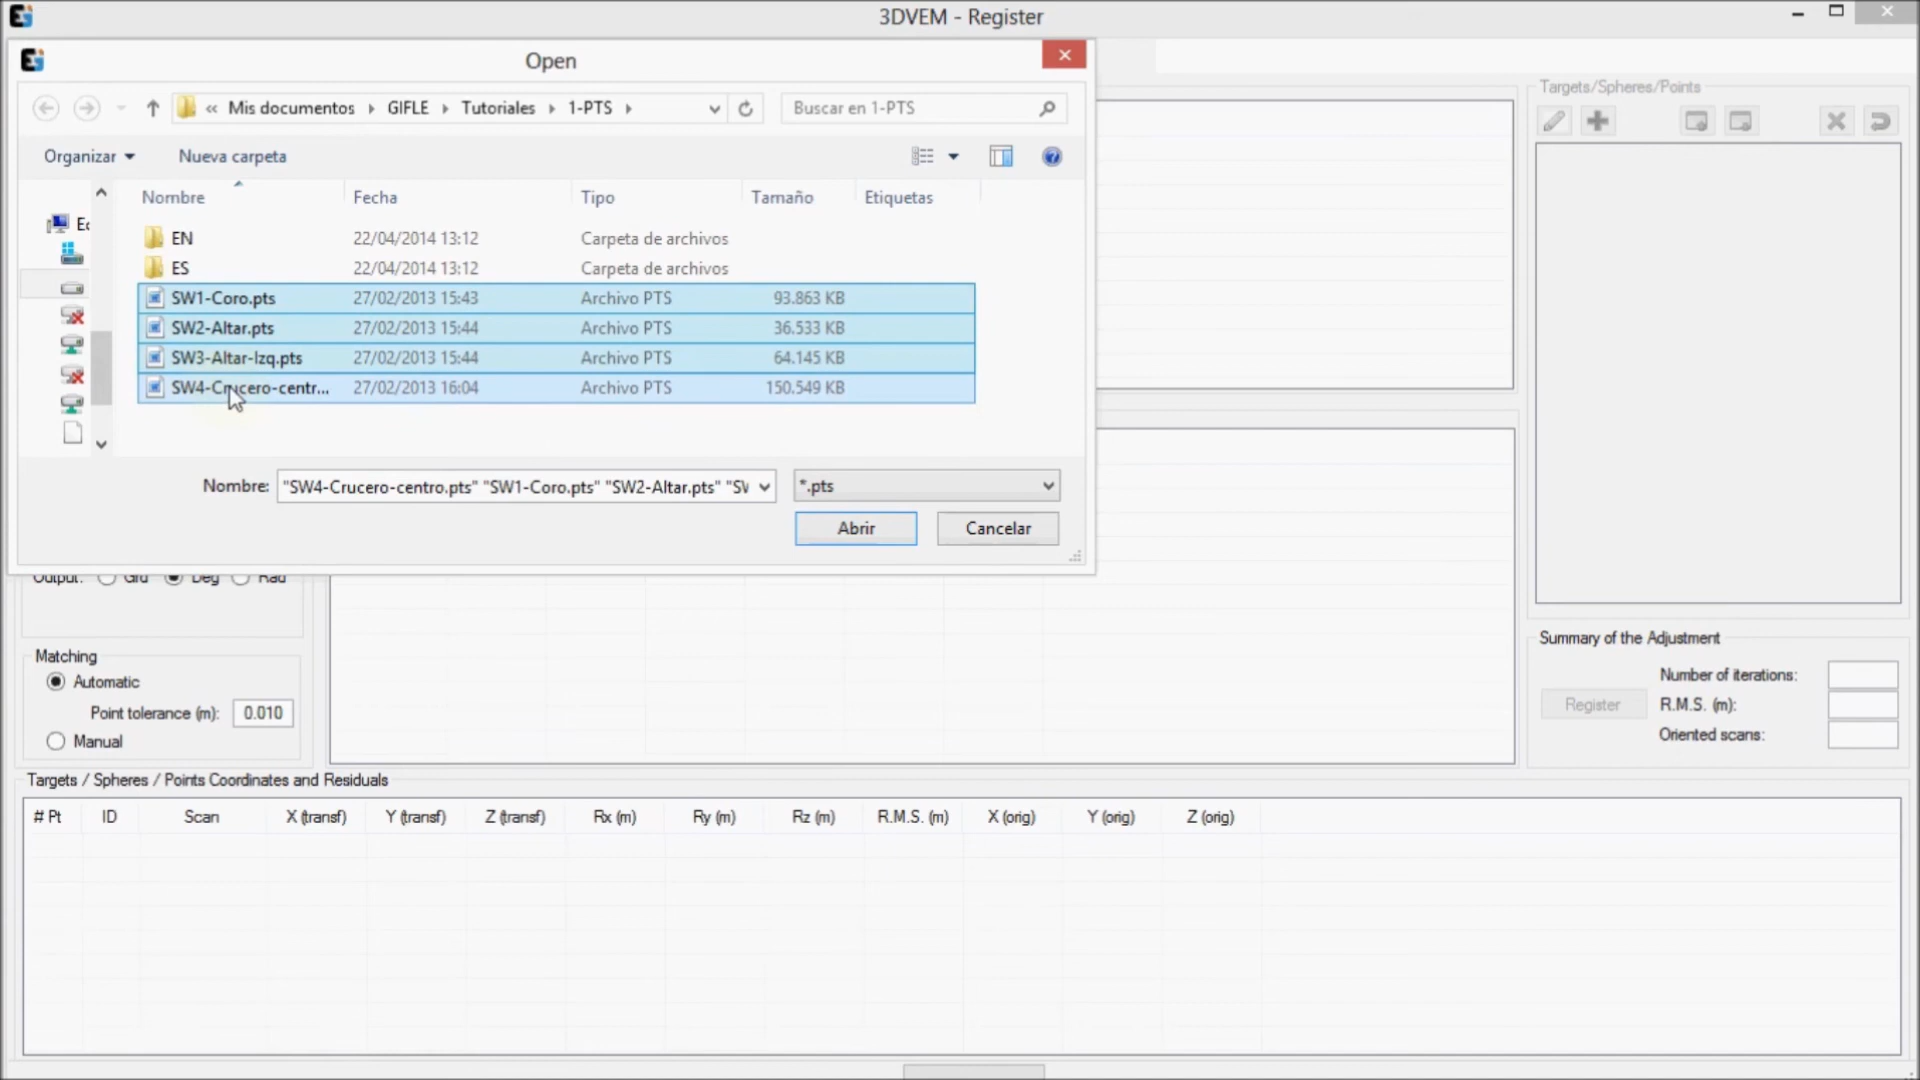 3DVEM - Register
Open
« Mis documentos GIFLE Tutoriales 1-PTS
Buscar en 1-PTS
Organizar Nueva carpeta
Nombre Fecha Tipo Tamaño Etiquetas
EN 22/04/2014 13:12 Carpeta de archivos
ES 22/04/2014 13:12 Carpeta de archivos
SW1-Coro.pts 27/02/2013 15:43 Archivo PTS 93.863 KB
SW2-Altar.pts 27/02/2013 15:44 Archivo PTS 36.533 KB
SW3-Altar-Izq.pts 27/02/2013 15:44 Archivo PTS 64.145 KB
SW4-Crucero-centr... 27/02/2013 16:04 Archivo PTS 150.549 KB
Nombre: "SW4-Crucero-centro.pts" "SW1-Coro.pts" "SW2-Altar.pts" *.pts
Abrir Cancelar
Targets/Spheres/Points
Output: Grd Deg Rad
Matching
Automatic
Point tolerance (m): 0.010
Manual
Summary of the Adjustment
Number of iterations:
Register R.M.S. (m):
Oriented scans:
Targets / Spheres / Points Coordinates and Residuals
# Pt ID Scan X (transf) Y (transf) Z (transf) Rx (m) Ry (m) Rz (m) R.M.S. (m) X (orig) Y (orig) Z (orig)